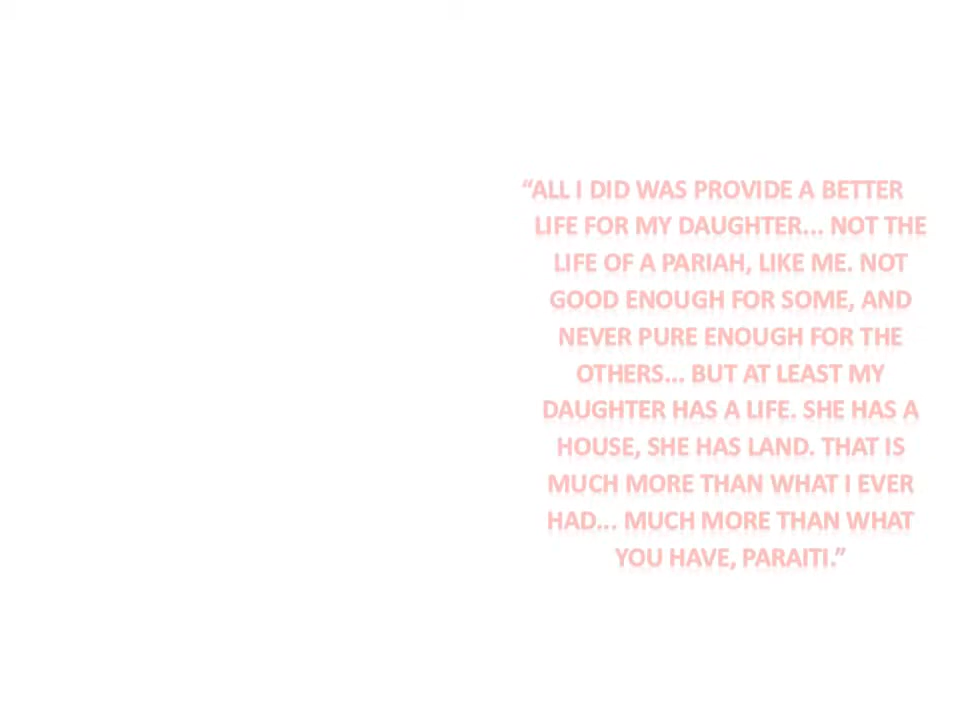 “ALL I DID WAS PROVIDE A BETTER
LIFE FOR MY DAUGHTER... NOT THE
LIFE OF A PARIAH, LIKE ME. NOT
GOOD ENOUGH FOR SOME, AND
NEVER PURE ENOUGH FOR THE
OTHERS... BUT AT LEAST MY
DAUGHTER HAS A LIFE. SHE HAS A
HOUSE, SHE HAS LAND. THAT IS
MUCH MORE THAN WHAT I EVER
HAD... MUCH MORE THAN WHAT
YOU HAVE, PARAITI.”